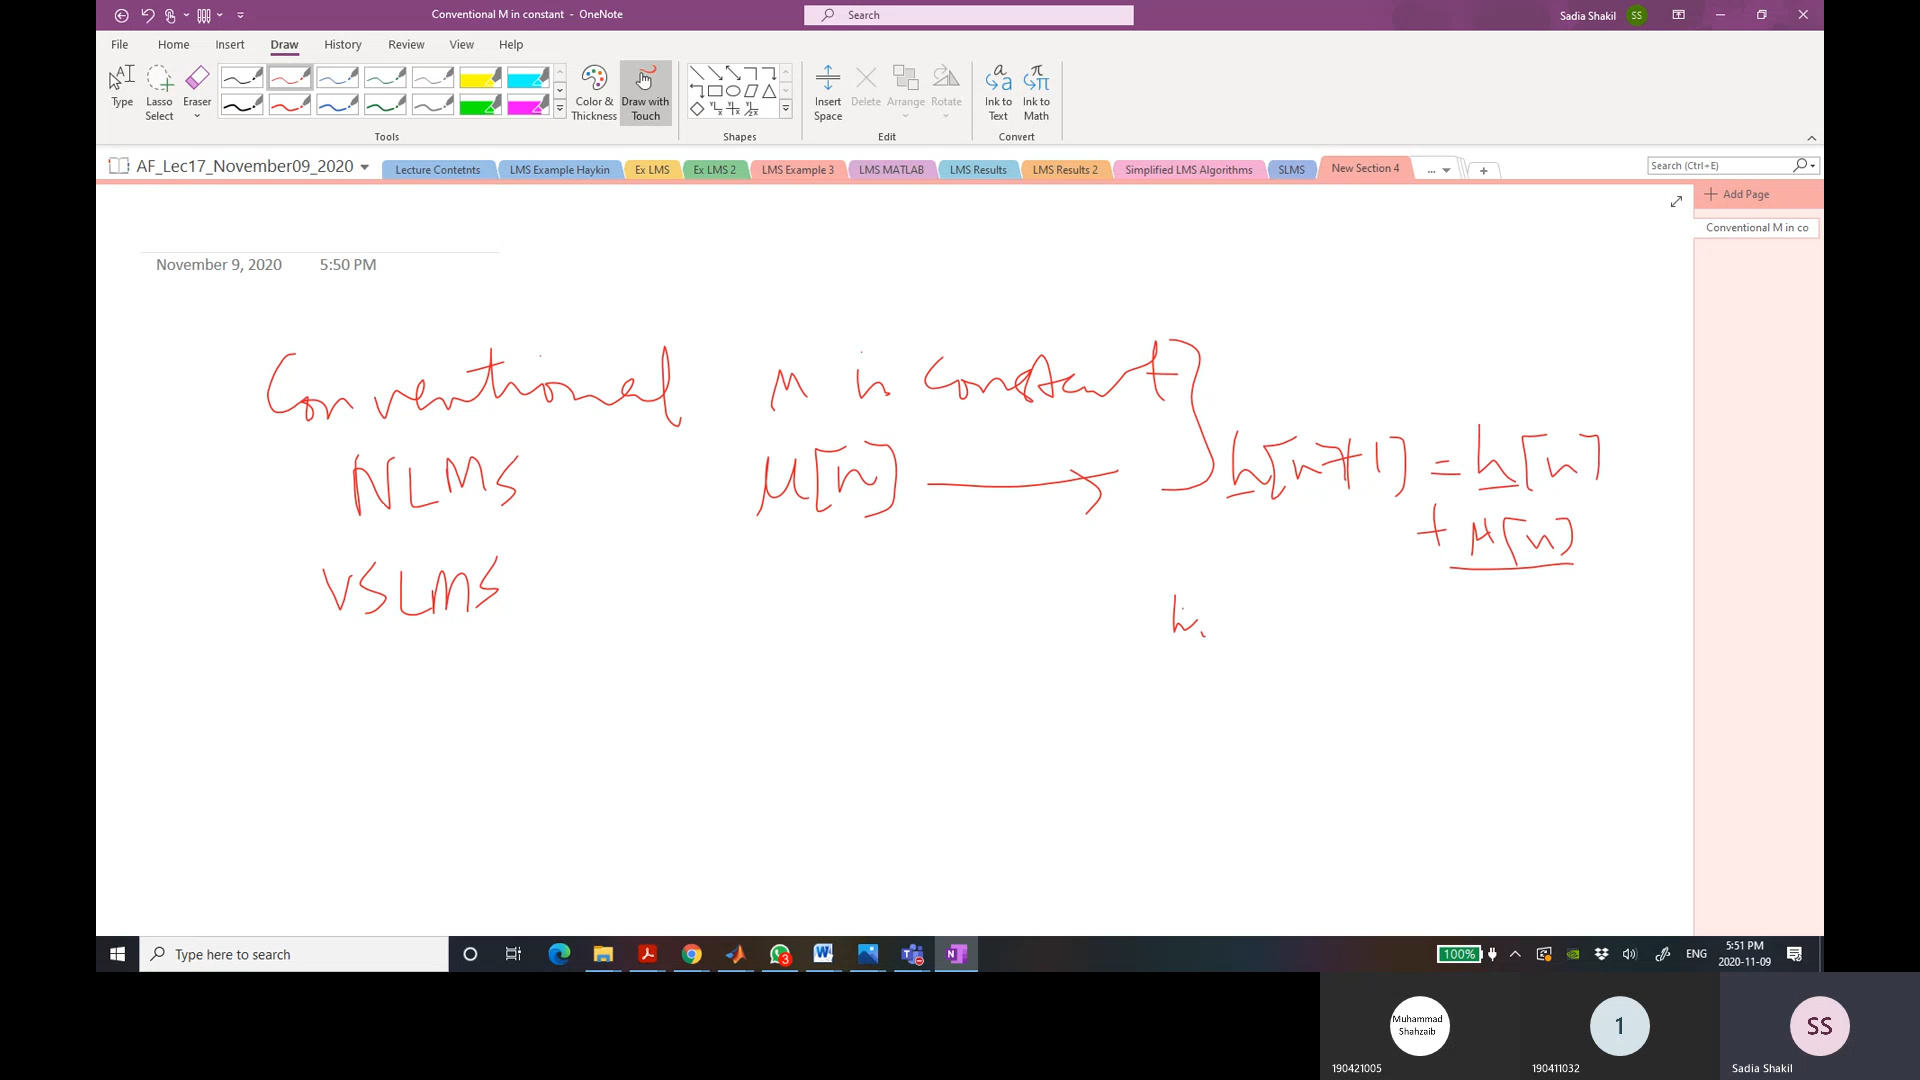 Conventional M in constant - OneNote
Search
Sadia Shakil SS
File Home Insert Draw History Review View Help
Type
Lasso Select
Eraser
Color & Thickness
Draw with Touch
Insert Space
Delete
Arrange
Rotate
Ink to Text
Ink to Math
Tools
Shapes
Edit
Convert
AF_Lec17_November09_2020
Lecture Contetnts
LMS Example Haykin
Ex LMS
Ex LMS 2
LMS Example 3
LMS MATLAB
LMS Results
LMS Results 2
Simplified LMS Algorithms
SLMS
New Section 4
...
Search (Ctrl+E)
Add Page
Conventional M in co
November 9, 2020 5:50 PM
Conventional μ is constant
NLMS μ[n] → h[n+1] = h[n]
+ μ[n]
VSLMS
Type here to search
3
100%
ENG
5:51 PM
2020-11-09
Muhammad Shahzaib
1
SS
190421005
190411032
Sadia Shakil